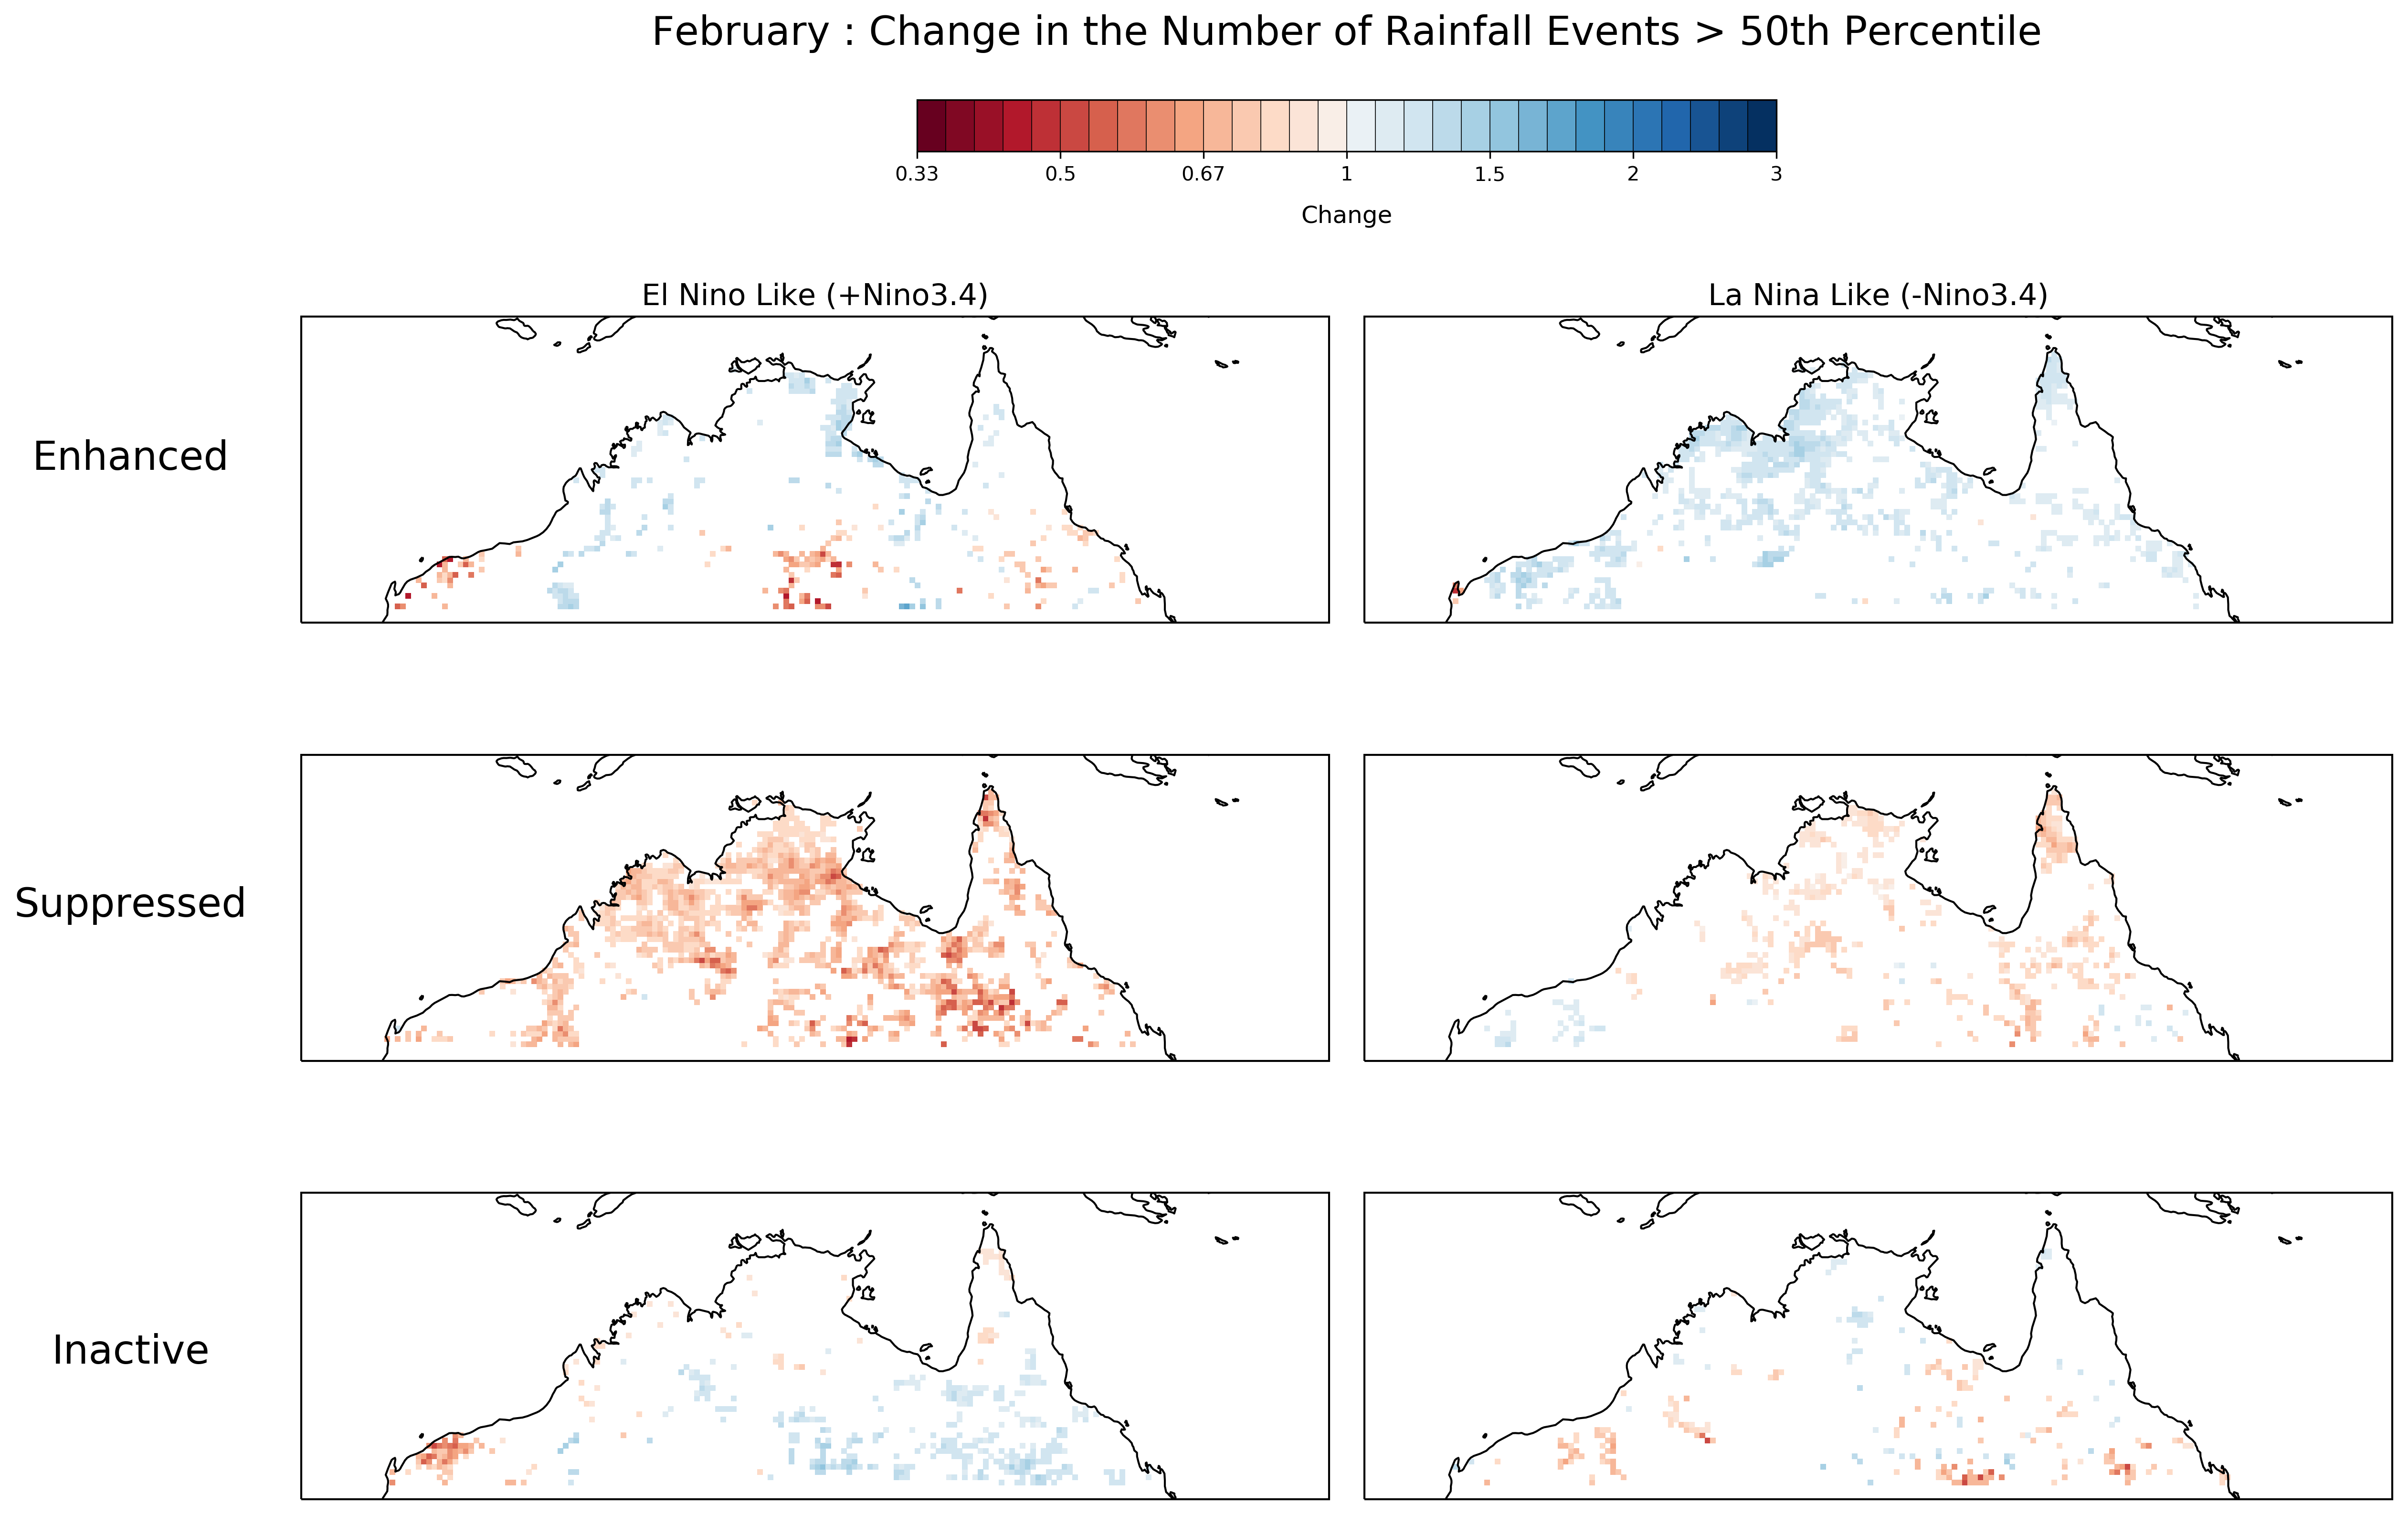 February : Change in the Number of Rainfall Events > 50th Percentile
0.33 0.5 0.67 1 1.5 2 3
Change
El Nino Like (+Nino3.4) La Nina Like (-Nino3.4)
Enhanced
Suppressed
Inactive